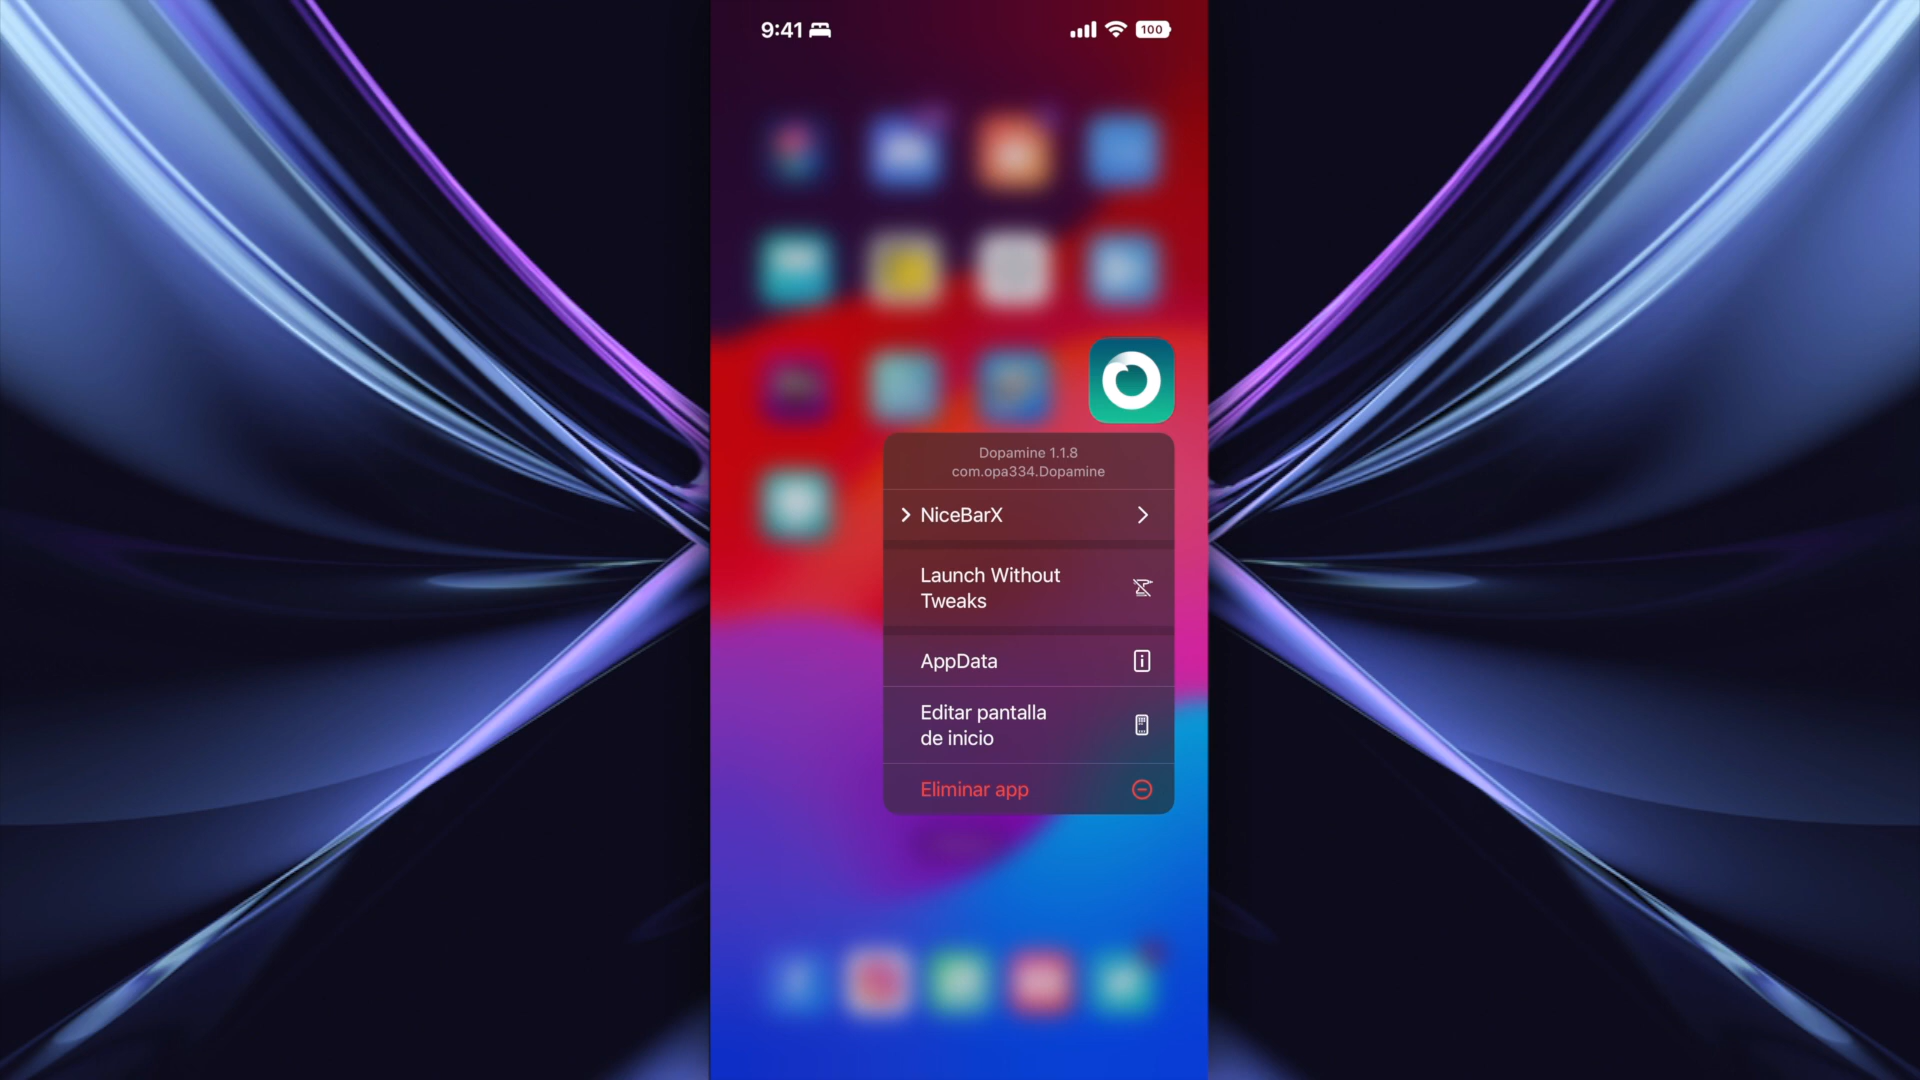 9:41
100
Dopamine 1.1.8
com.opa334.Dopamine
NiceBarX
Launch Without
Tweaks
AppData
Editar pantalla
de inicio
Eliminar app